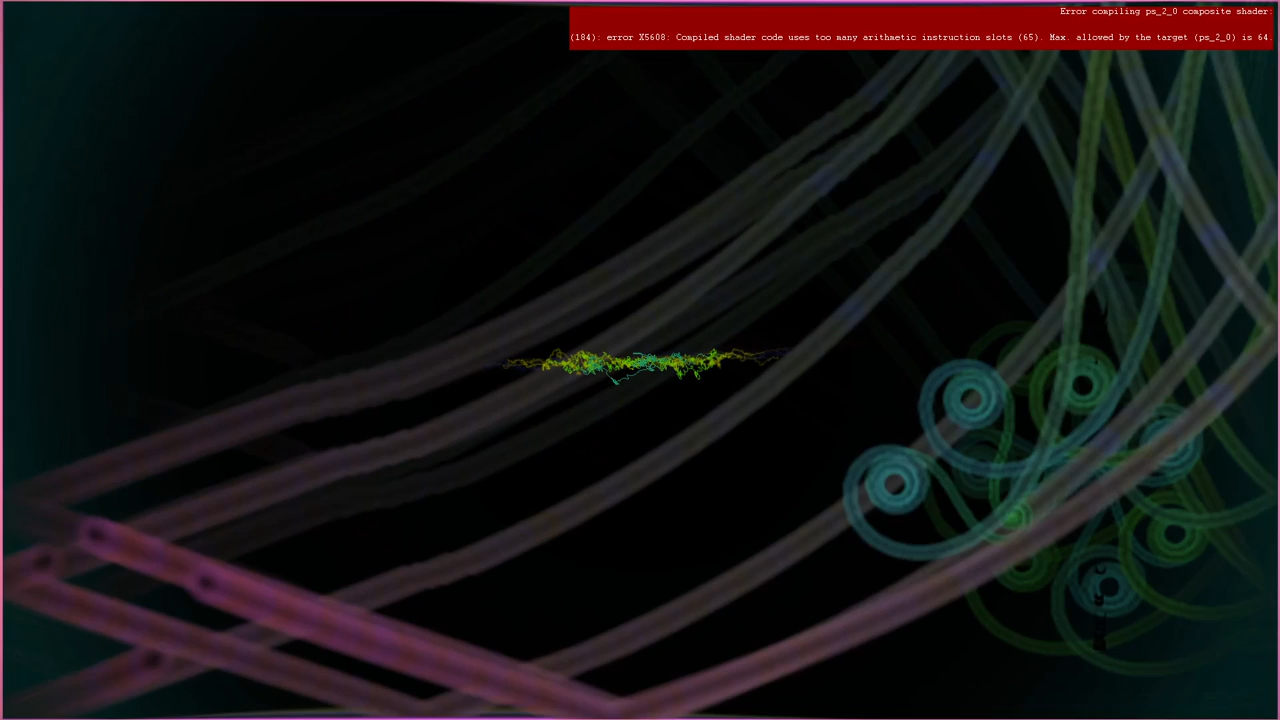 Error compiling ps_2_0 composite shader:
(184): error X5608: Compiled shader code uses too many arithmetic instruction slots (65). Max. allowed by the target (ps_2_0) is 64.